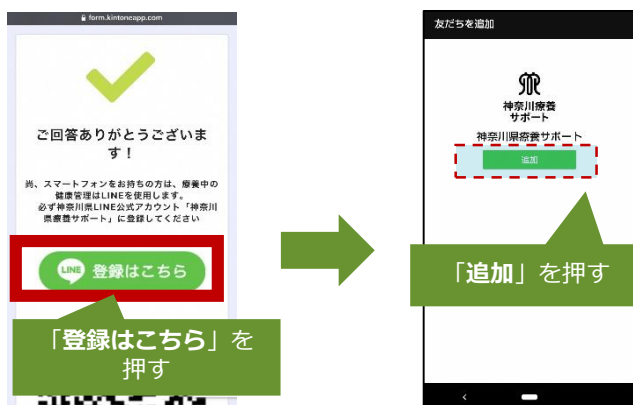 form.kintoneapp.com
ご回答ありがとうございま
す！
尚、スマートフォンをお持ちの方は、療養中の
健康管理はLINEを使用します。
必ず神奈川県LINE公式アカウント「神奈川
県療養サポート」に登録してください
LINE 登録はこちら
「登録はこちら」を
押す
友だちを追加
神奈川療養
サポート
神奈川県療養サポート
追加
「追加」を押す